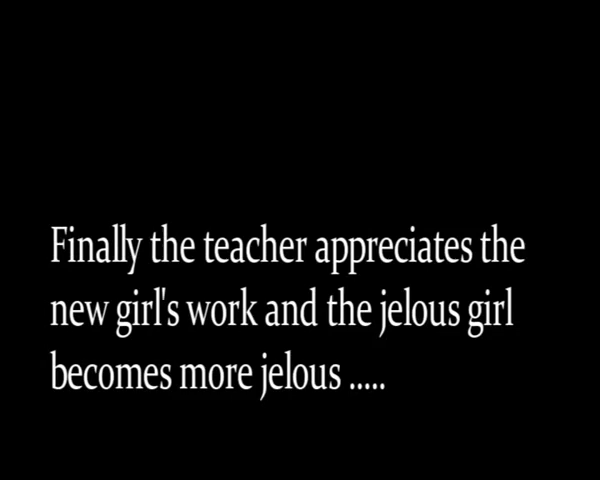 Finally the teacher appreciates the
new girl's work and the jelous girl
becomes more jelous .....